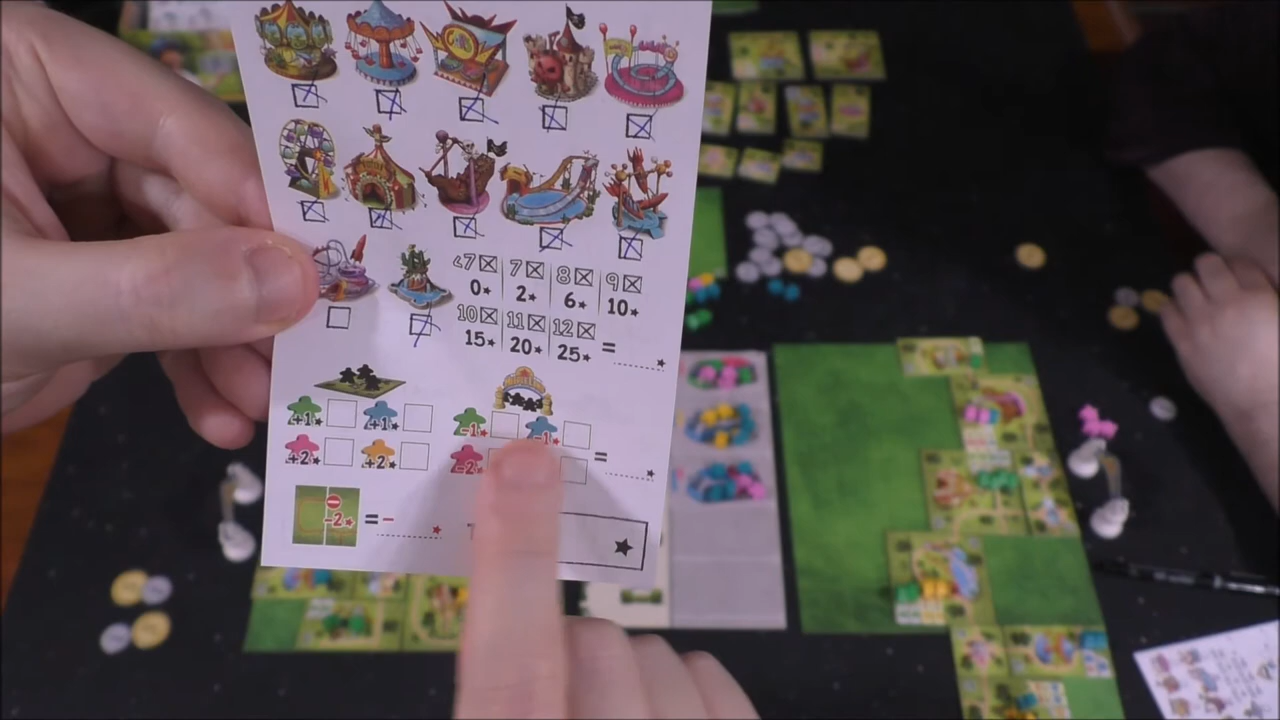 <7 7 8 9
0 2 6 10
10 11 12
15 20 25 =
+1 +1 -1 -1
+2 +2 -2 =
-2 = -